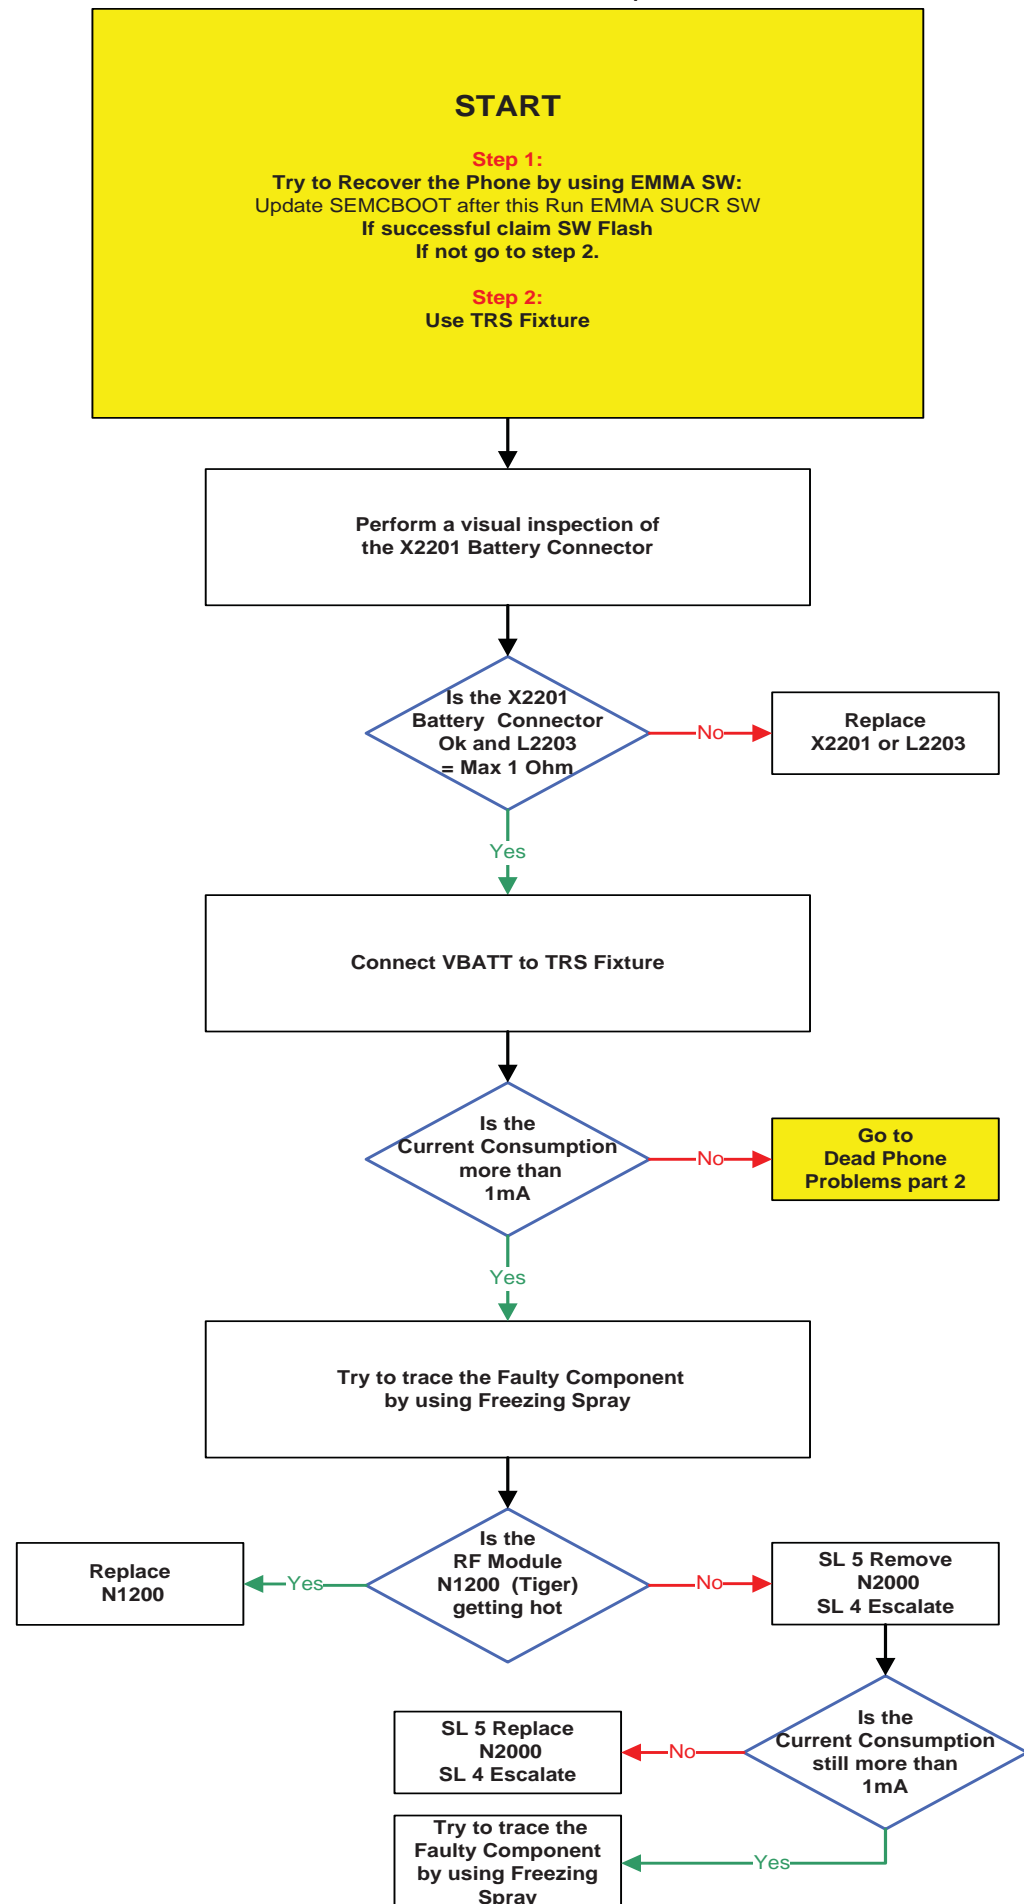 START
Step 1:
Try to Recover the Phone by using EMMA SW:
Update SEMCBOOT after this Run EMMA SUCR SW
If successful claim SW Flash
If not go to step 2.
Step 2:
Use TRS Fixture
Perform a visual inspection of
the X2201 Battery Connector
Is the X2201
Battery Connector
Ok and L2203
= Max 1 Ohm
No
Replace
X2201 or L2203
Yes
Connect VBATT to TRS Fixture
Is the
Current Consumption
more than
1mA
No
Go to
Dead Phone
Problems part 2
Yes
Try to trace the Faulty Component
by using Freezing Spray
Is the
RF Module
N1200 (Tiger)
getting hot
Yes
Replace
N1200
No
SL 5 Remove
N2000
SL 4 Escalate
Is the
Current Consumption
still more than
1mA
No
SL 5 Replace
N2000
SL 4 Escalate
Yes
Try to trace the
Faulty Component
by using Freezing
Spray